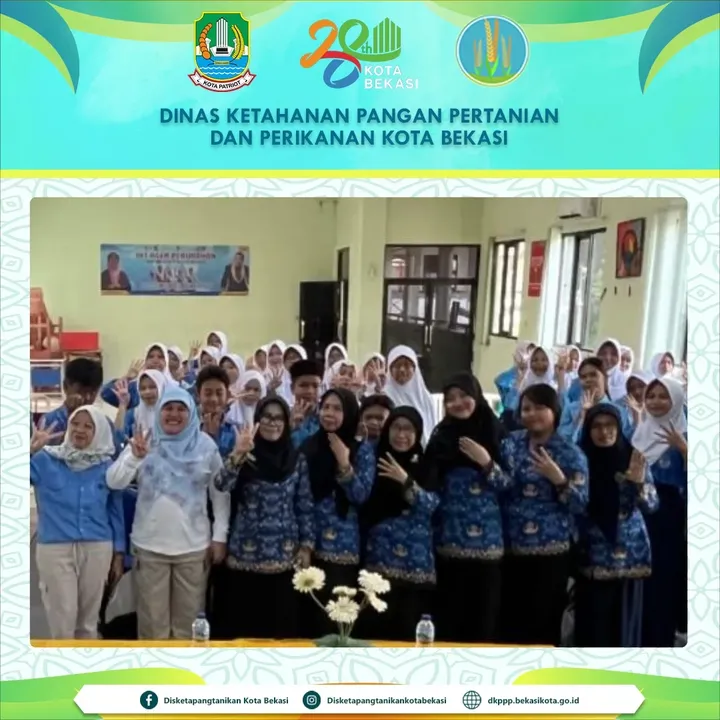 KOTA PATRIOT
28th
KOTA
BEKASI
DINAS KETAHANAN PANGAN PERTANIAN
DAN PERIKANAN KOTA BEKASI
Disketapangtanikan Kota Bekasi
Disketapangtanikankotabekasi
dkppp.bekasikota.go.id